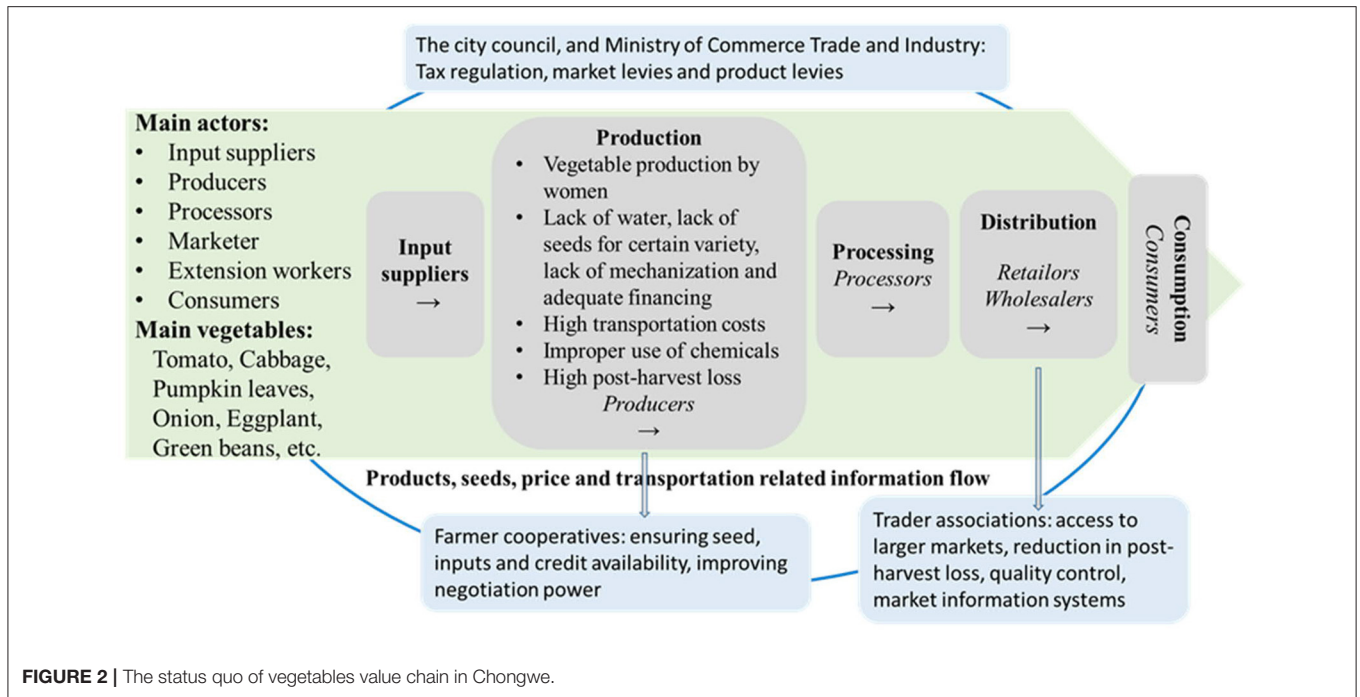 The city council, and Ministry of Commerce Trade and Industry:
Tax regulation, market levies and product levies
Main actors:
• Input suppliers
• Producers
• Processors
• Marketer
• Extension workers
• Consumers
Main vegetables:
Tomato, Cabbage,
Pumpkin leaves,
Onion, Eggplant,
Green beans, etc.
Input
suppliers
→
Production
• Vegetable production by
women
• Lack of water, lack of
seeds for certain variety,
lack of mechanization and
adequate financing
• High transportation costs
• Improper use of chemicals
• High post-harvest loss
Producers
→
Processing
Processors
→
Distribution
Retailors
Wholesalers
→
Consumption
Consumers
Products, seeds, price and transportation related information flow
Farmer cooperatives: ensuring seed,
inputs and credit availability, improving
negotiation power
Trader associations: access to
larger markets, reduction in post-
harvest loss, quality control,
market information systems
FIGURE 2 | The status quo of vegetables value chain in Chongwe.